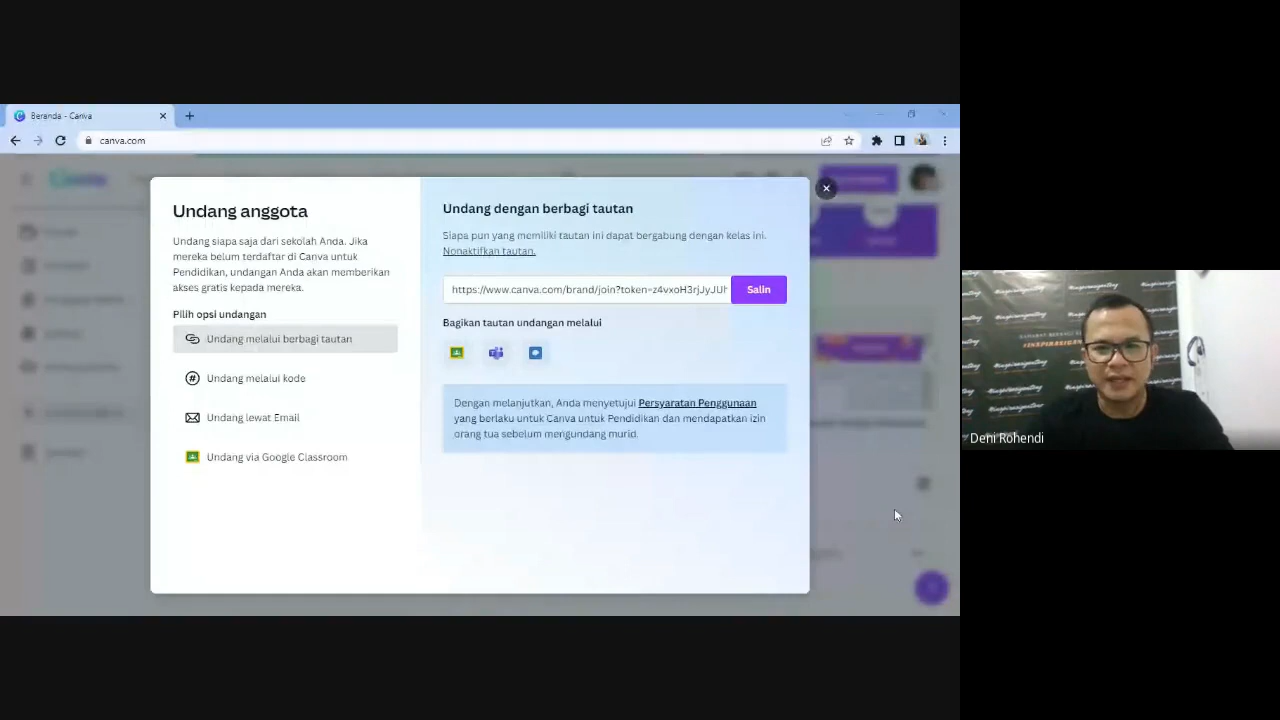 Beranda - Canva
canva.com
Undang anggota
Undang siapa saja dari sekolah Anda. Jika
mereka belum terdaftar di Canva untuk
Pendidikan, undangan Anda akan memberikan
akses gratis kepada mereka.
Pilih opsi undangan
Undang melalui berbagi tautan
Undang melalui kode
Undang lewat Email
Undang via Google Classroom
Undang dengan berbagi tautan
Siapa pun yang memiliki tautan ini dapat bergabung dengan kelas ini.
Nonaktifkan tautan.
https://www.canva.com/brand/join?token=z4vxoH3rjJyJUh
Salin
Bagikan tautan undangan melalui
Dengan melanjutkan, Anda menyetujui Persyaratan Penggunaan
yang berlaku untuk Canva untuk Pendidikan dan mendapatkan izin
orang tua sebelum mengundang murid.
Deni Rohendi